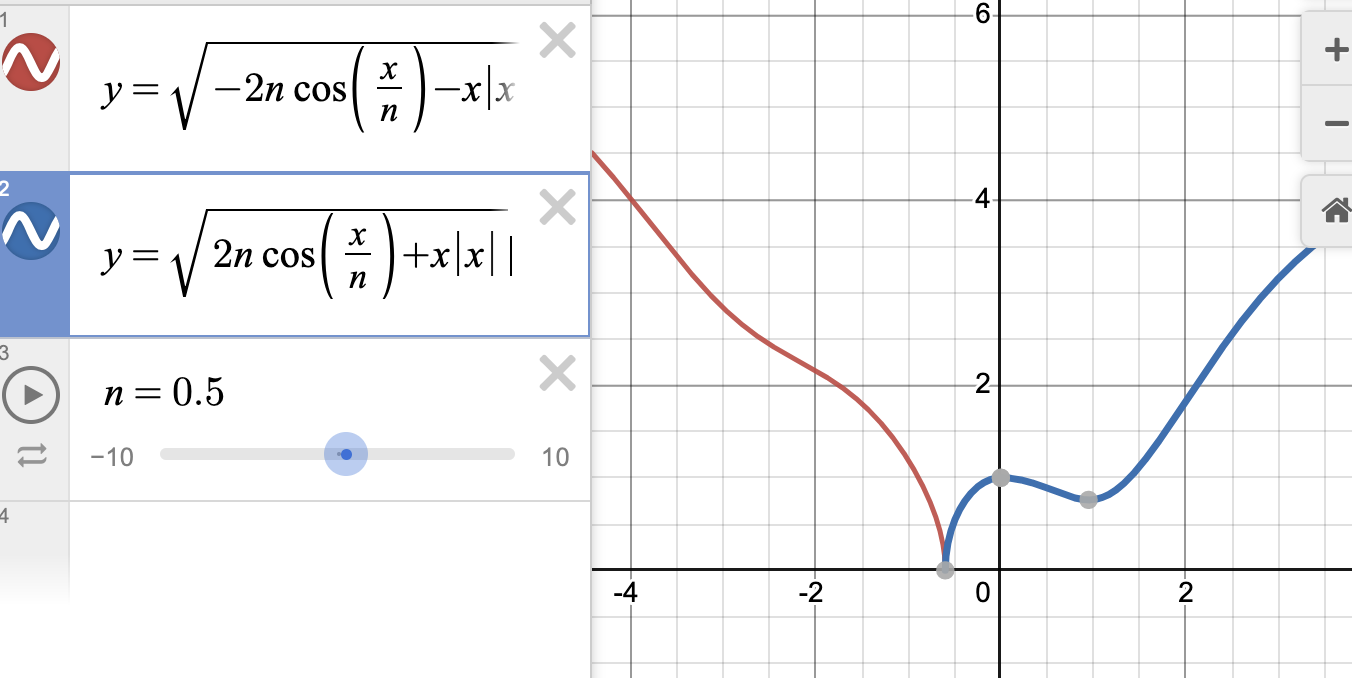 1
y = √(−2n cos(x/n) − x|x
2
y = √(2n cos(x/n) + x|x|)
3
n = 0.5
−10 10
4
6
4
2
-4 -2 0 2
+
−